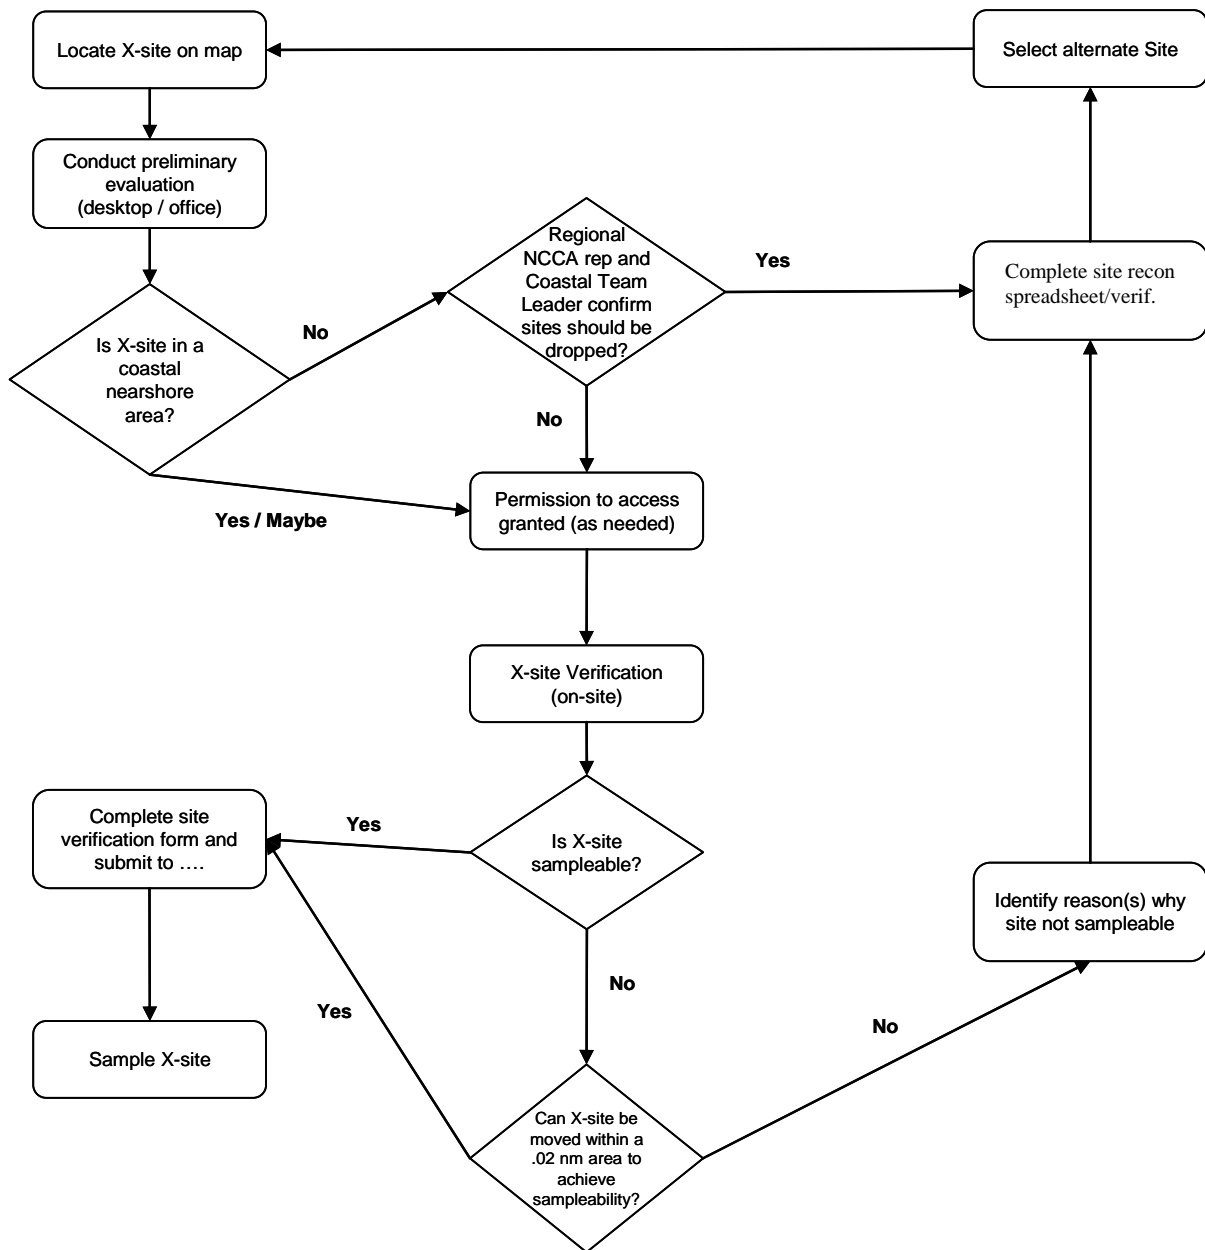 Locate X-site on map
Select alternate Site
Conduct preliminary
evaluation
(desktop / office)
Regional
NCCA rep and
Coastal Team
Leader confirm
sites should be
dropped?
Yes
Complete site recon
spreadsheet/verif.
No
Is X-site in a
coastal
nearshore
area?
No
Yes / Maybe
Permission to access
granted (as needed)
X-site Verification
(on-site)
Complete site
verification form and
submit to ....
Yes
Is X-site
sampleable?
Identify reason(s) why
site not sampleable
No
Yes
No
Sample X-site
Can X-site be
moved within a
.02 nm area to
achieve
sampleability?